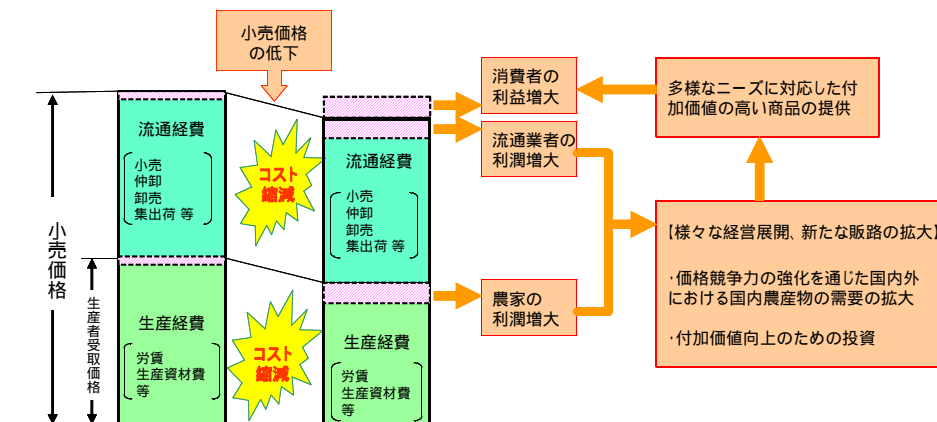 小売価格
の低下
小売価格
生産者受取価格
流通経費
小売
仲卸
卸売
集出荷 等
生産経費
労賃
生産資材費
等
コスト
縮減
コスト
縮減
流通経費
小売
仲卸
卸売
集出荷 等
生産経費
労賃
生産資材費
等
消費者の
利益増大
流通業者の
利潤増大
農家の
利潤増大
多様なニーズに対応した付
加価値の高い商品の提供
【様々な経営展開、新たな販路の拡大】
・価格競争力の強化を通じた国内外
における国内農産物の需要の拡大
・付加価値向上のための投資